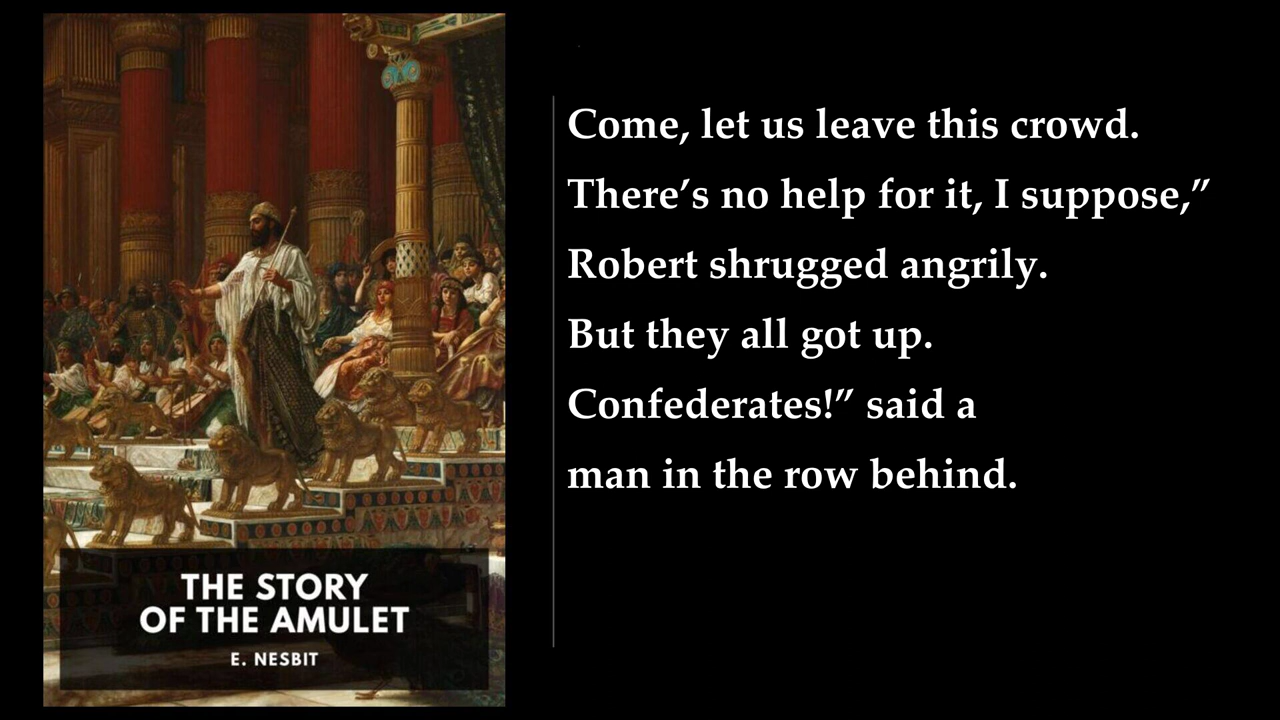 Come, let us leave this crowd.
There’s no help for it, I suppose,”
Robert shrugged angrily.
But they all got up.
Confederates!” said a
man in the row behind.
THE STORY
OF THE AMULET
E. NESBIT